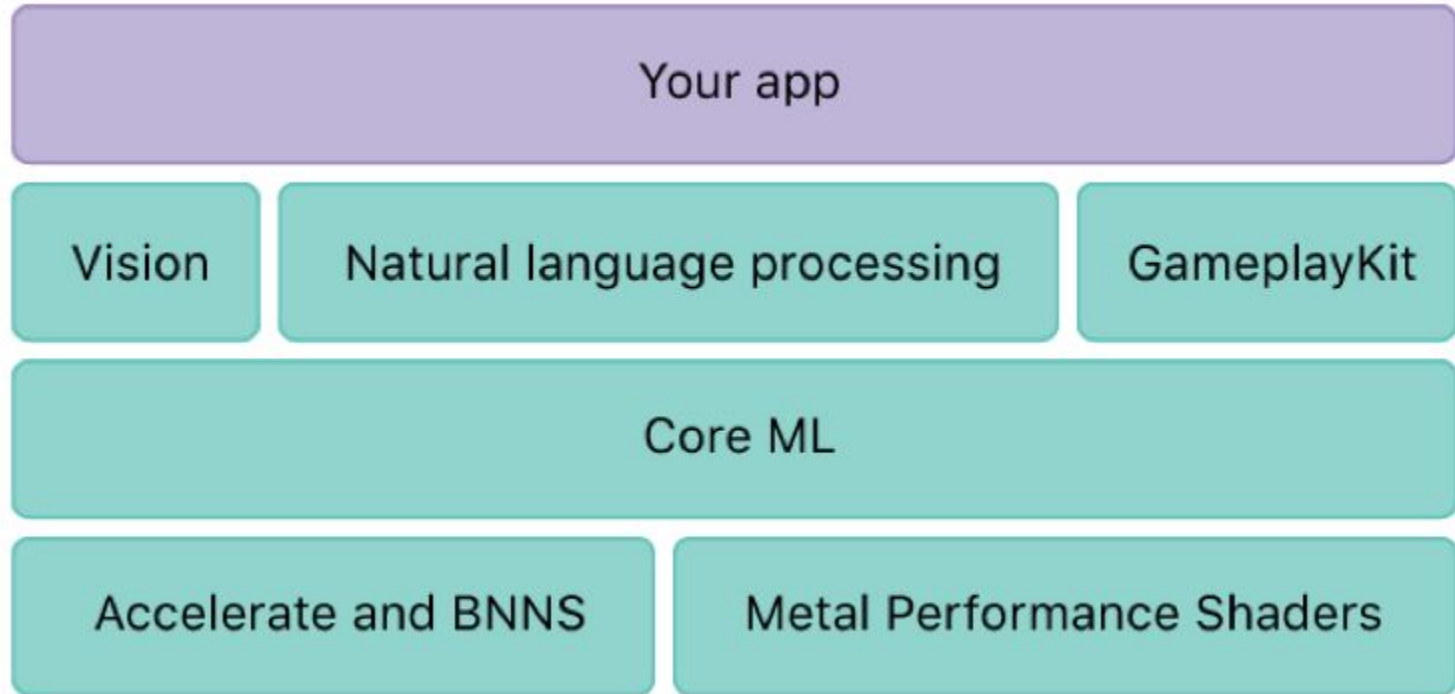 Your app
Vision
Natural language processing
GameplayKit
Core ML
Accelerate and BNNS
Metal Performance Shaders